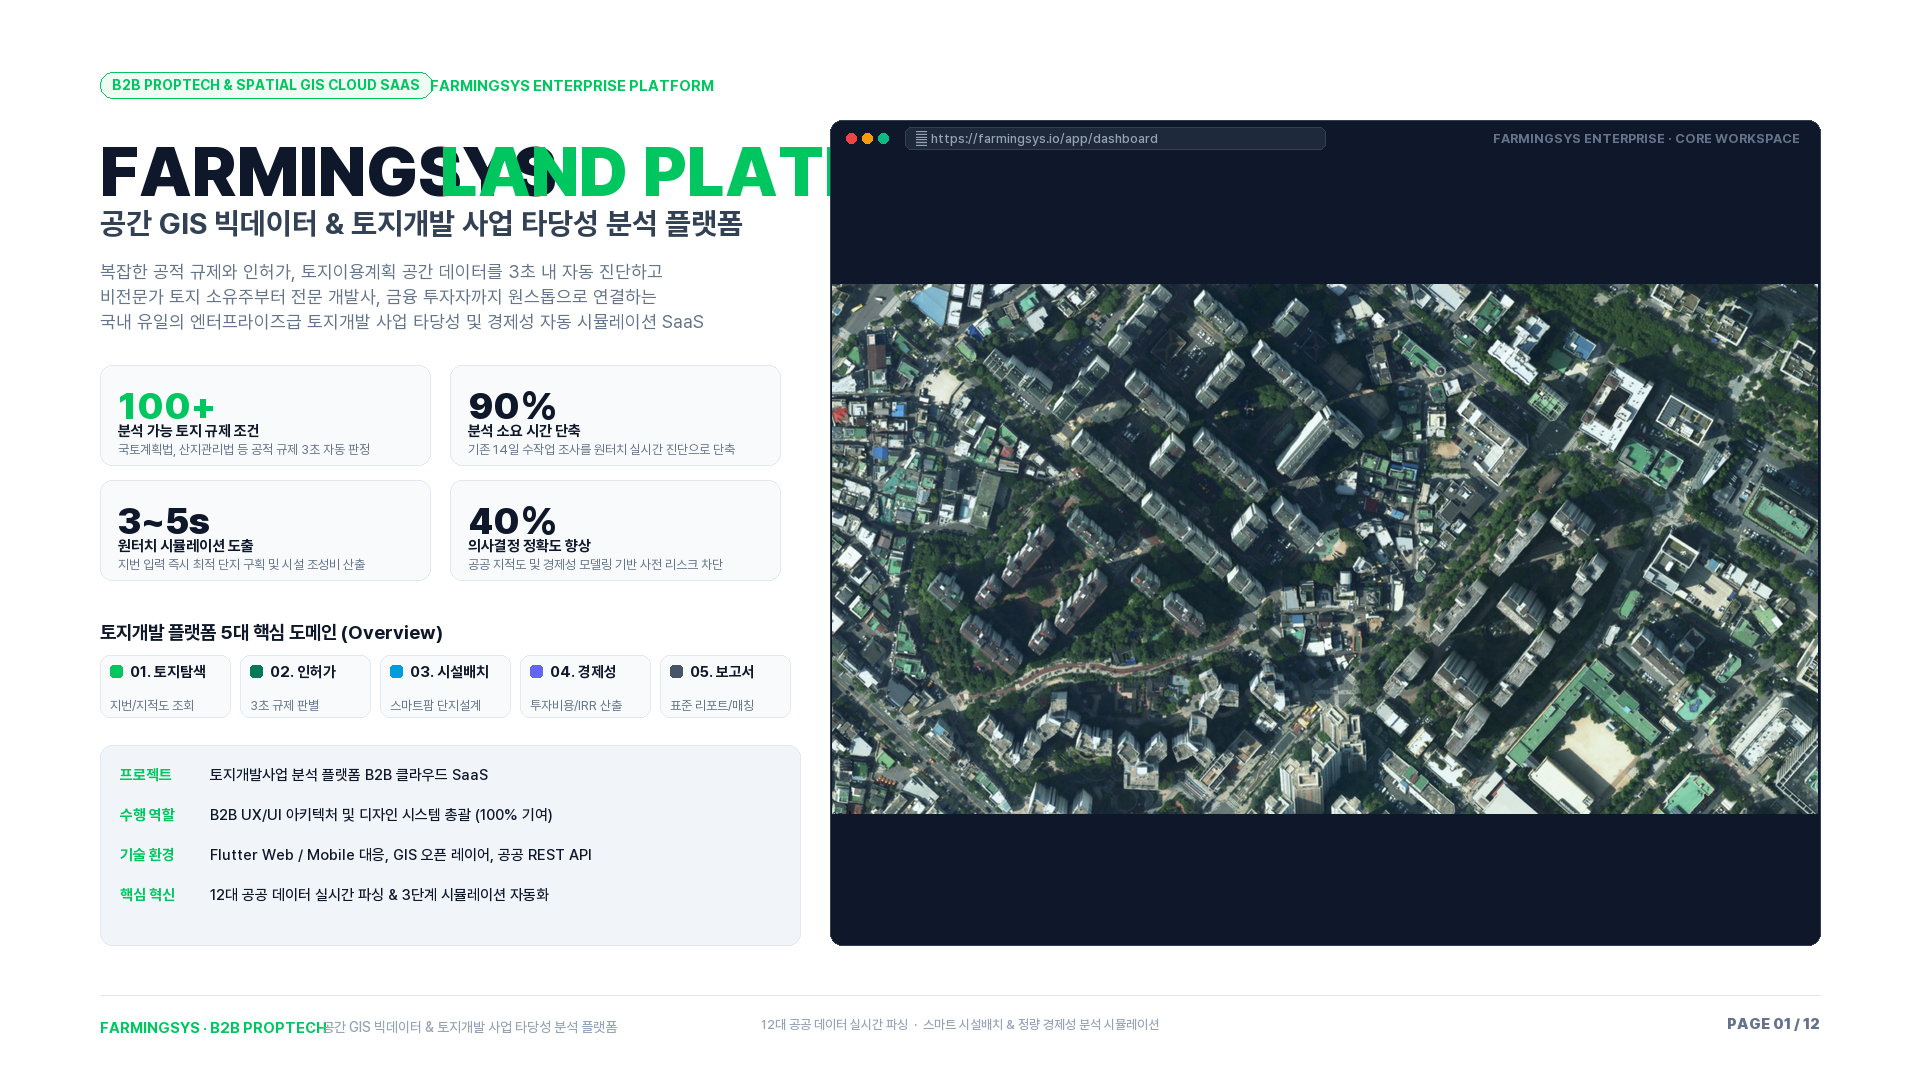 B2B PROPTECH & SPATIAL GIS CLOUD SAAS
FARMINGSYS ENTERPRISE PLATFORM
FARMINGSYS
LAND PLAT
공간 GIS 빅데이터 & 토지개발 사업 타당성 분석 플랫폼
복잡한 공적 규제와 인허가, 토지이용계획 공간 데이터를 3초 내 자동 진단하고
비전문가 토지 소유주부터 전문 개발사, 금융 투자자까지 원스톱으로 연결하는
국내 유일의 엔터프라이즈급 토지개발 사업 타당성 및 경제성 자동 시뮬레이션 SaaS
100+
분석 가능 토지 규제 조건
국토계획법, 산지관리법 등 공적 규제 3초 자동 판정
90%
분석 소요 시간 단축
기존 14일 수작업 조사를 원터치 실시간 진단으로 단축
3~5s
원터치 시뮬레이션 도출
지번 입력 즉시 최적 단지 구획 및 시설 조성비 산출
40%
의사결정 정확도 향상
공공 지적도 및 경제성 모델링 기반 사전 리스크 차단
토지개발 플랫폼 5대 핵심 도메인 (Overview)
01. 토지탐색
지번/지적도 조회
02. 인허가
3초 규제 판별
03. 시설배치
스마트팜 단지설계
04. 경제성
투자비용/IRR 산출
05. 보고서
표준 리포트/매칭
프로젝트 토지개발사업 분석 플랫폼 B2B 클라우드 SaaS
수행 역할 B2B UX/UI 아키텍처 및 디자인 시스템 총괄 (100% 기여)
기술 환경 Flutter Web / Mobile 대응, GIS 오픈 레이어, 공공 REST API
핵심 혁신 12대 공공 데이터 실시간 파싱 & 3단계 시뮬레이션 자동화
https://farmingsys.io/app/dashboard
FARMINGSYS ENTERPRISE · CORE WORKSPACE
FARMINGSYS · B2B PROPTECH
공간 GIS 빅데이터 & 토지개발 사업 타당성 분석 플랫폼
12대 공공 데이터 실시간 파싱 · 스마트 시설배치 & 정량 경제성 분석 시뮬레이션
PAGE 01 / 12